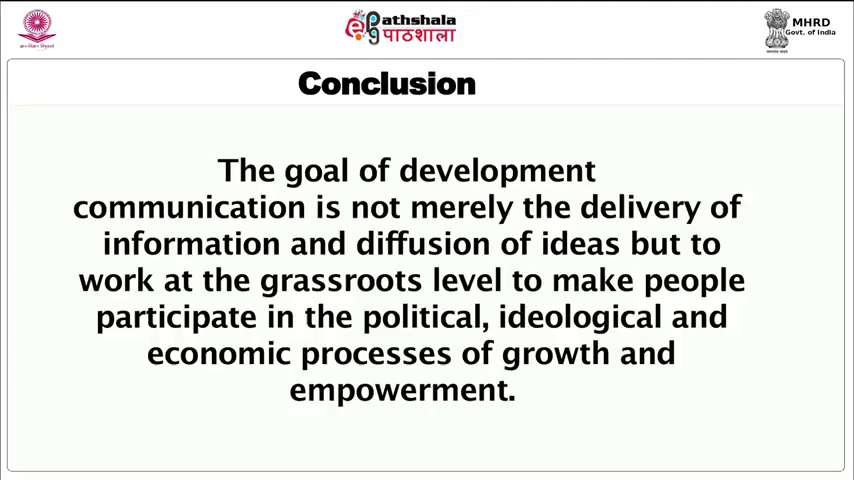 ePathshala
पाठशाला
MHRD
Govt. of India
Conclusion
The goal of development
communication is not merely the delivery of
information and diffusion of ideas but to
work at the grassroots level to make people
participate in the political, ideological and
economic processes of growth and
empowerment.